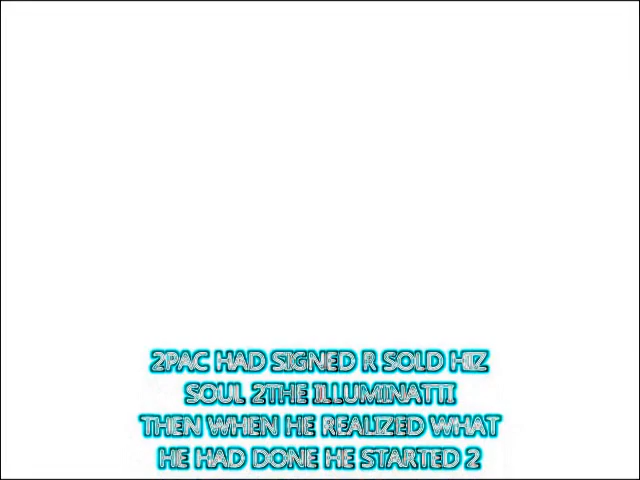 2PAC HAD SIGNED R SOLD HIZ
SOUL 2THE ILLUMINATTI
THEN WHEN HE REALIZED WHAT
HE HAD DONE HE STARTED 2